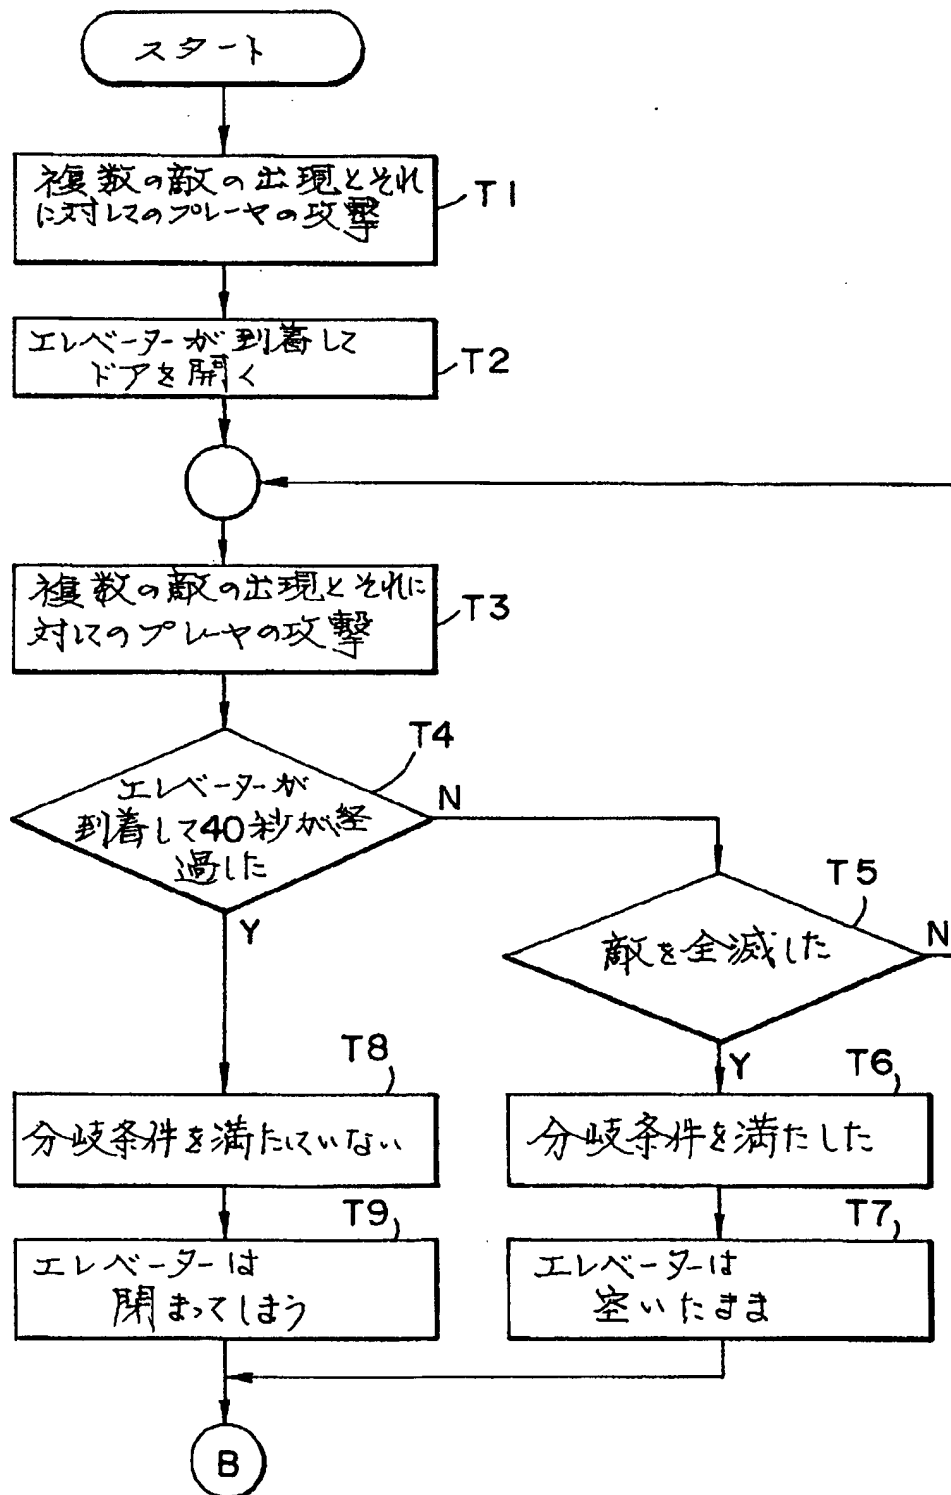 スタート
複数の敵の出現とそれ
に対してのプレーヤの攻撃
T1
エレベーターが到着して
ドアを開く
T2
複数の敵の出現とそれに
対してのプレーヤの攻撃
T3
T4
エレベーターが
到着して40秒が経
過した
N
Y
T5
敵を全滅した
N
Y
T8
分岐条件を満たしていない
T6
分岐条件を満たした
T9
エレベーターは
閉まってしまう
T7
エレベーターは
空いたまま
B